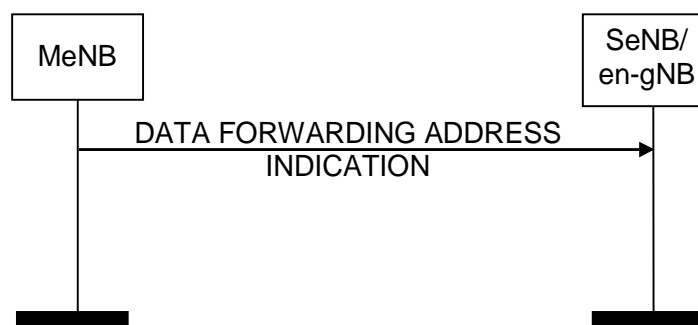 MeNB
SeNB/
en-gNB
DATA FORWARDING ADDRESS
INDICATION